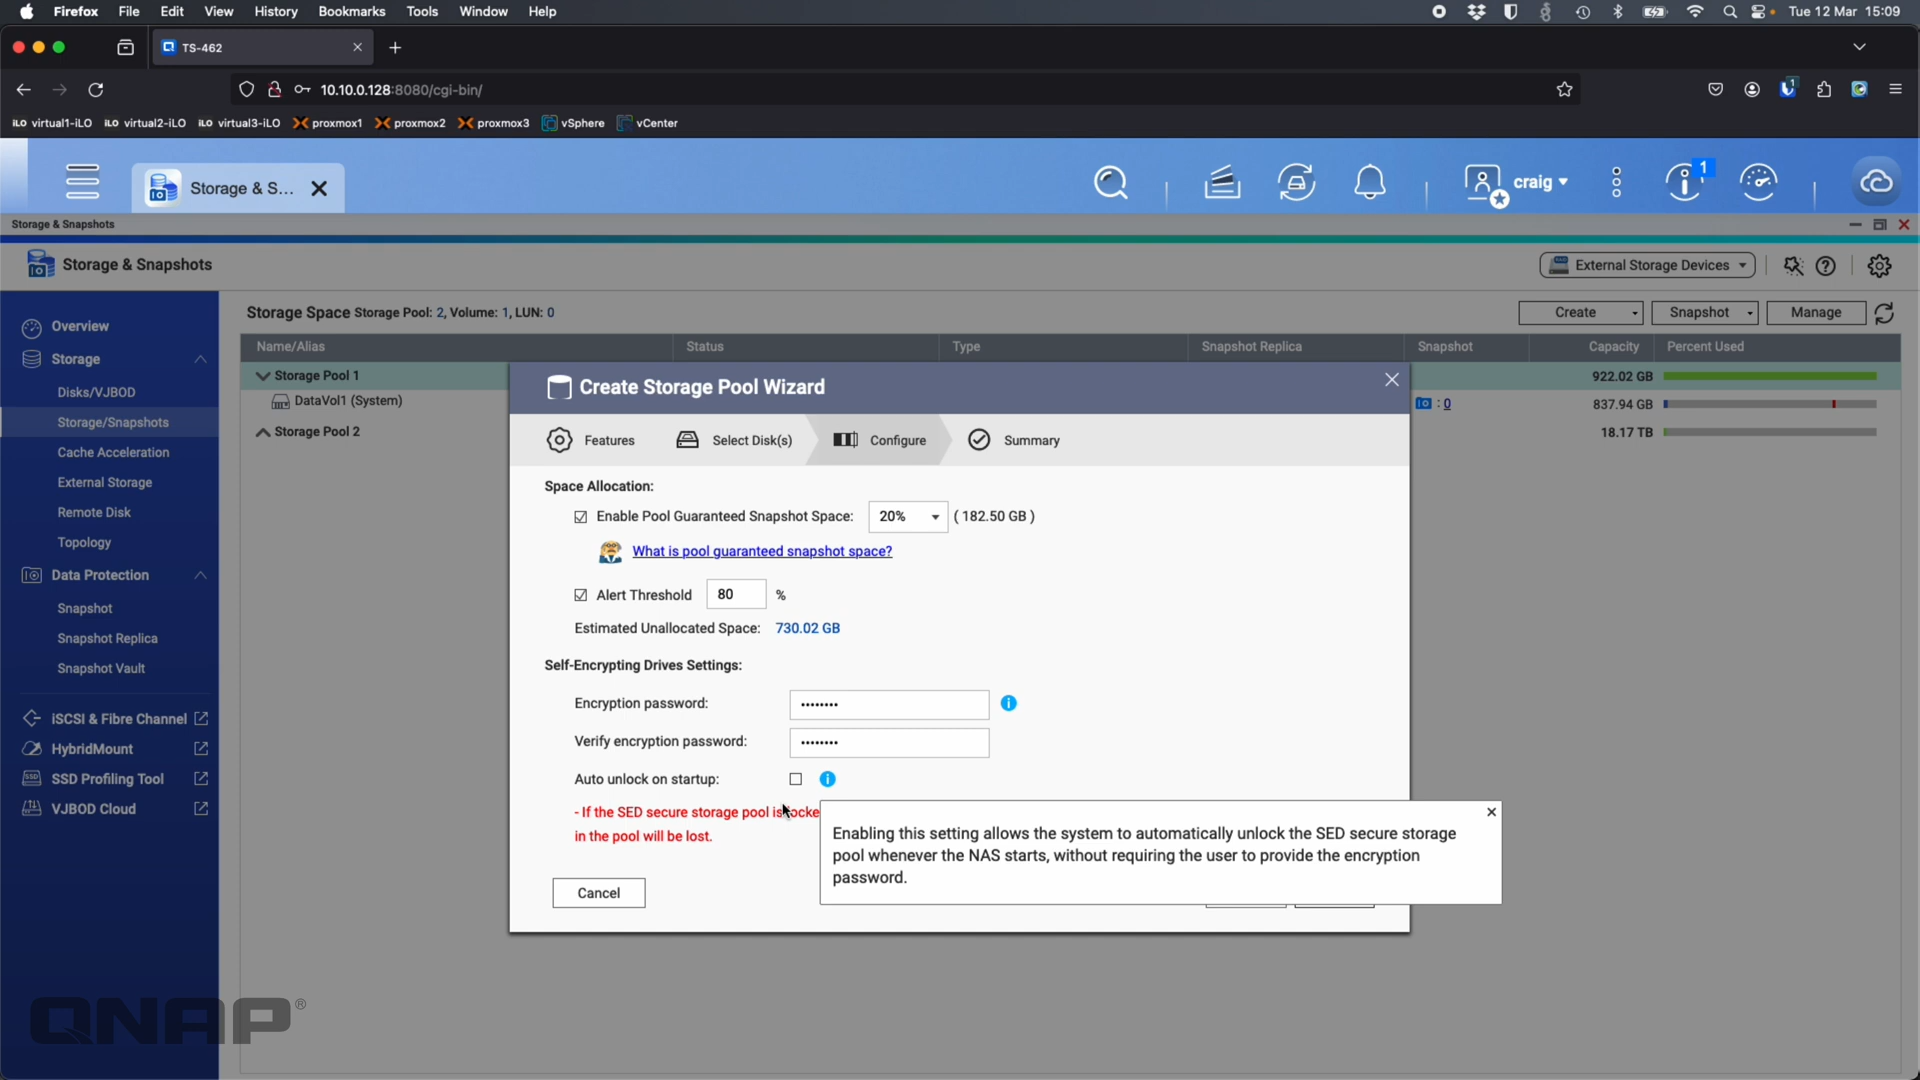 Firefox File Edit View History Bookmarks Tools Window Help
Tue 12 Mar 15:09
TS-462
10.10.0.128:8080/cgi-bin/
1
iLO virtual1-iLO iLO virtual2-iLO iLO virtual3-iLO proxmox1 proxmox2 proxmox3 vSphere vCenter
Storage & S...
craig
1
Storage & Snapshots
Storage & Snapshots
External Storage Devices
Overview
Storage
Disks/VJBOD
Storage/Snapshots
Cache Acceleration
External Storage
Remote Disk
Topology
Data Protection
Snapshot
Snapshot Replica
Snapshot Vault
iSCSI & Fibre Channel
HybridMount
SSD Profiling Tool
VJBOD Cloud
Storage Space Storage Pool: 2, Volume: 1, LUN: 0
Create Snapshot Manage
Name/Alias Status Type Snapshot Replica Snapshot Capacity Percent Used
Storage Pool 1 922.02 GB
DataVol1 (System) : 0 837.94 GB
Storage Pool 2 18.17 TB
Create Storage Pool Wizard
Features Select Disk(s) Configure Summary
Space Allocation:
Enable Pool Guaranteed Snapshot Space: 20% ( 182.50 GB )
What is pool guaranteed snapshot space?
Alert Threshold 80 %
Estimated Unallocated Space: 730.02 GB
Self-Encrypting Drives Settings:
Encryption password: ••••••••
Verify encryption password: ••••••••
Auto unlock on startup:
- If the SED secure storage pool is locke
in the pool will be lost.
Enabling this setting allows the system to automatically unlock the SED secure storage
pool whenever the NAS starts, without requiring the user to provide the encryption
password.
Cancel
QNAP®